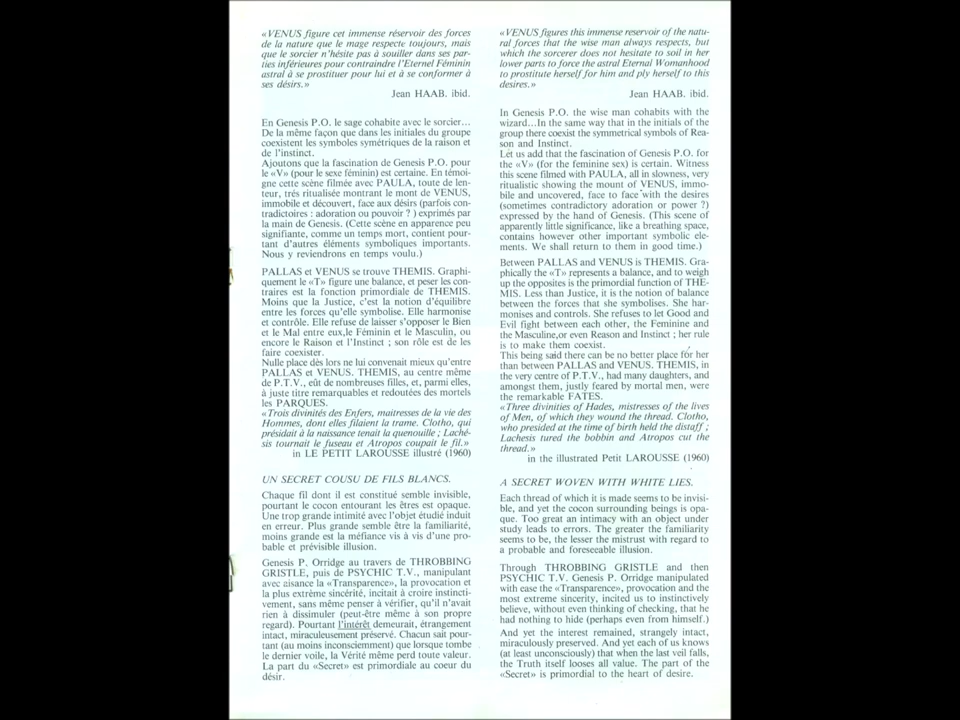 «VENUS figure cet immense réservoir des forces
de la nature que le mage respecte toujours, mais
que le sorcier n'hésite pas à souiller dans ses par-
ties inférieures pour contraindre l'Eternel Féminin
astral à se prostituer pour lui et à se conformer à
ses désirs.»
Jean HAAB. ibid.
En Genesis P.O. le sage cohabite avec le sorcier...
De la même façon que dans les initiales du groupe
coexistent les symboles symétriques de la raison et
de l'instinct.
Ajoutons que la fascination de Genesis P.O. pour
le «V» (pour le sexe féminin) est certaine. En témoi-
gne cette scène filmée avec PAULA, toute de len-
teur, trés ritualisée montrant le mont de VENUS,
immobile et découvert, face aux désirs (parfois con-
tradictoires : adoration ou pouvoir ? ) exprimés par
la main de Genesis. (Cette scène en apparence peu
signifiante, comme un temps mort, contient pour-
tant d'autres éléments symboliques importants.
Nous y reviendrons en temps voulu.)
PALLAS et VENUS se trouve THEMIS. Graphi-
quement le «T» figure une balance, et peser les con-
traires est la fonction primordiale de THEMIS.
Moins que la Justice, c'est la notion d'équilibre
entre les forces qu'elle symbolise. Elle harmonise
et contrôle. Elle refuse de laisser s'opposer le Bien
et le Mal entre eux,le Féminin et le Masculin, ou
encore le Raison et l'Instinct ; son rôle est de les
faire coexister.
Nulle place dès lors ne lui convenait mieux qu'entre
PALLAS et VENUS. THEMIS, au centre même
de P.T.V., eût de nombreuses filles, et, parmi elles,
à juste titre remarquables et redoutées des mortels
les PARQUES.
«Trois divinités des Enfers, maitresses de la vie des
Hommes, dont elles filaient la trame. Clotho, qui
présidait à la naissance tenait la quenouille ; Laché-
sis tournait le fuseau et Atropos coupait le fil.»
in LE PETIT LAROUSSE illustré (1960)
UN SECRET COUSU DE FILS BLANCS.
Chaque fil dont il est constitué semble invisible,
pourtant le cocon entourant les êtres est opaque.
Une trop grande intimité avec l'objet étudié induit
en erreur. Plus grande semble être la familiarité,
moins grande est la méfiance vis à vis d'une pro-
bable et prévisible illusion.
Genesis P. Orridge au travers de THROBBING
GRISTLE, puis de PSYCHIC T.V., manipulant
avec aisance la «Transparence», la provocation et
la plus extrème sincérité, incitait à croire instincti-
vement, sans même penser à vérifier, qu'il n'avait
rien à dissimuler (peut-être même à son propre
regard). Pourtant l'intérêt demeurait, étrangement
intact, miraculeusement préservé. Chacun sait pour-
tant (au moins inconsciemment) que lorsque tombe
le dernier voile, la Vérité même perd toute valeur.
La part du «Secret» est primordiale au coeur du
désir.
«VENUS figures this immense reservoir of the natu-
ral forces that the wise man always respects, but
which the sorcerer does not hesitate to soil in her
lower parts to force the astral Eternal Womanhood
to prostitute herself for him and ply herself to this
desires.»
Jean HAAB. ibid.
In Genesis P.O. the wise man cohabits with the
wizard...In the same way that in the initials of the
group there coexist the symmetrical symbols of Rea-
son and Instinct.
Let us add that the fascination of Genesis P.O. for
the «V» (for the feminine sex) is certain. Witness
this scene filmed with PAULA, all in slowness, very
ritualistic showing the mount of VENUS, immo-
bile and uncovered, face to face with the desires
(sometimes contradictory adoration or power ?)
expressed by the hand of Genesis. (This scene of
apparently little significance, like a breathing space,
contains however other important symbolic ele-
ments. We shall return to them in good time.)
Between PALLAS and VENUS is THEMIS. Gra-
phically the «T» represents a balance, and to weigh
up the opposites is the primordial function of THE-
MIS. Less than Justice, it is the notion of balance
between the forces that she symbolises. She har-
monises and controls. She refuses to let Good and
Evil fight between each other, the Feminine and
the Masculine,or even Reason and Instinct ; her rule
is to make them coexist.
This being said there can be no better place for her
than between PALLAS and VENUS. THEMIS, in
the very centre of P.T.V., had many daughters, and
amongst them, justly feared by mortal men, were
the remarkable FATES.
«Three divinities of Hades, mistresses of the lives
of Men, of which they wound the thread. Clotho,
who presided at the time of birth held the distaff ;
Lachesis tured the bobbin and Atropos cut the
thread.»
in the illustrated Petit LAROUSSE (1960)
A SECRET WOVEN WITH WHITE LIES.
Each thread of which it is made seems to be invisi-
ble, and yet the cocoon surrounding beings is opa-
que. Too great an intimacy with an object under
study leads to errors. The greater the familiarity
seems to be, the lesser the mistrust with regard to
a probable and foreseeable illusion.
Through THROBBING GRISTLE and then
PSYCHIC T.V. Genesis P. Orridge manipulated
with ease the «Transparence», provocation and the
most extreme sincerity, incited us to instinctively
believe, without even thinking of checking, that he
had nothing to hide (perhaps even from himself.)
And yet the interest remained, strangely intact,
miraculously preserved. And yet each of us knows
(at least unconsciously) that when the last veil falls,
the Truth itself looses all value. The part of the
«Secret» is primordial to the heart of desire.